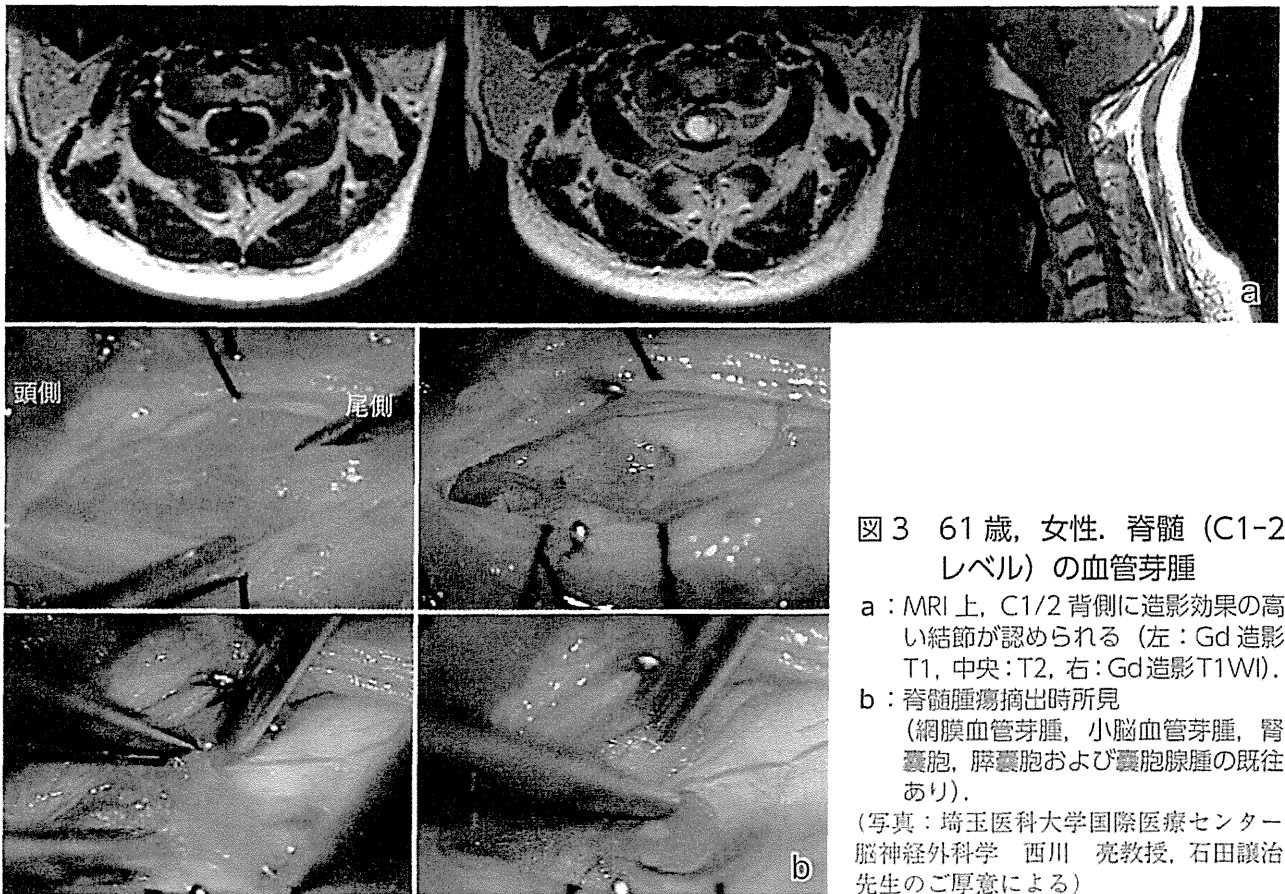 a
頭側
尾側
b
図3 61歳，女性．脊髄（C1-2
レベル）の血管芽腫
a：MRI上，C1/2背側に造影効果の高
い結節が認められる（左：Gd造影
T1，中央：T2，右：Gd造影T1WI）．
b：脊髄腫瘍摘出時所見
（網膜血管芽腫，小脳血管芽腫，腎
囊胞，膵囊胞および囊胞腺腫の既往
あり）．
(写真：埼玉医科大学国際医療センター
脳神経外科学 西川 亮教授，石田譲治
先生のご厚意による)